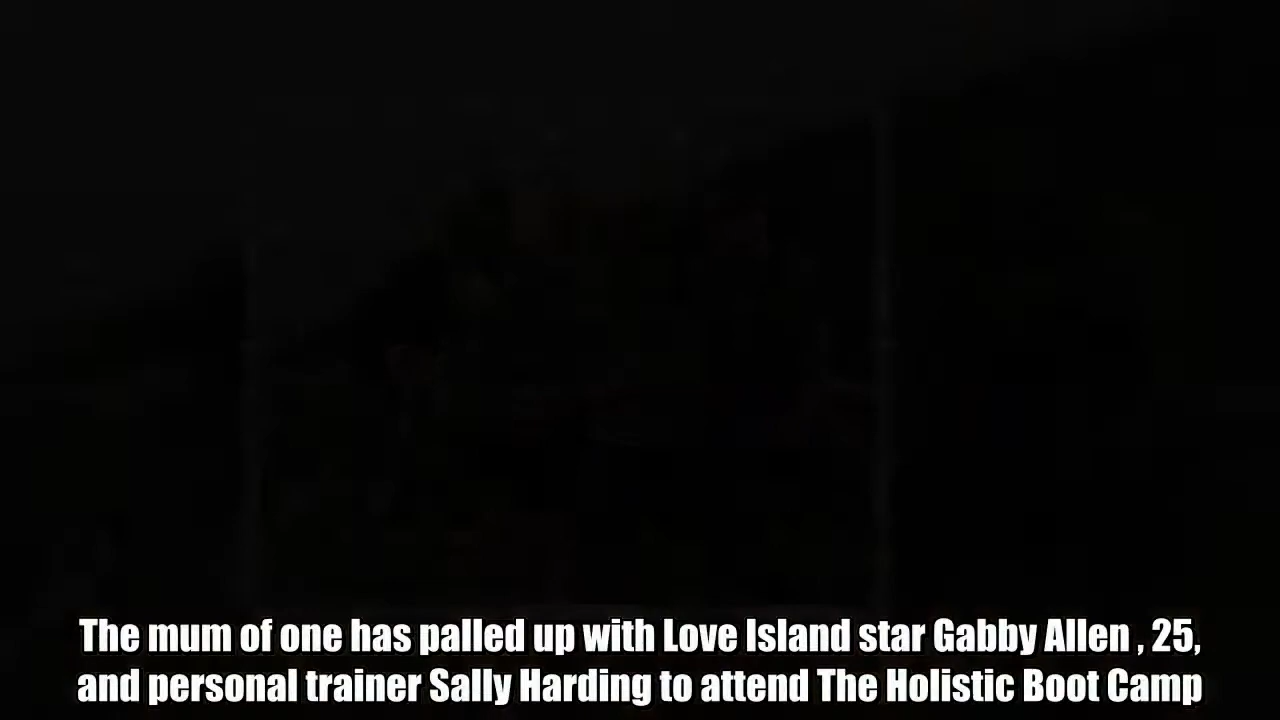 The mum of one has palled up with Love Island star Gabby Allen , 25,
and personal trainer Sally Harding to attend The Holistic Boot Camp